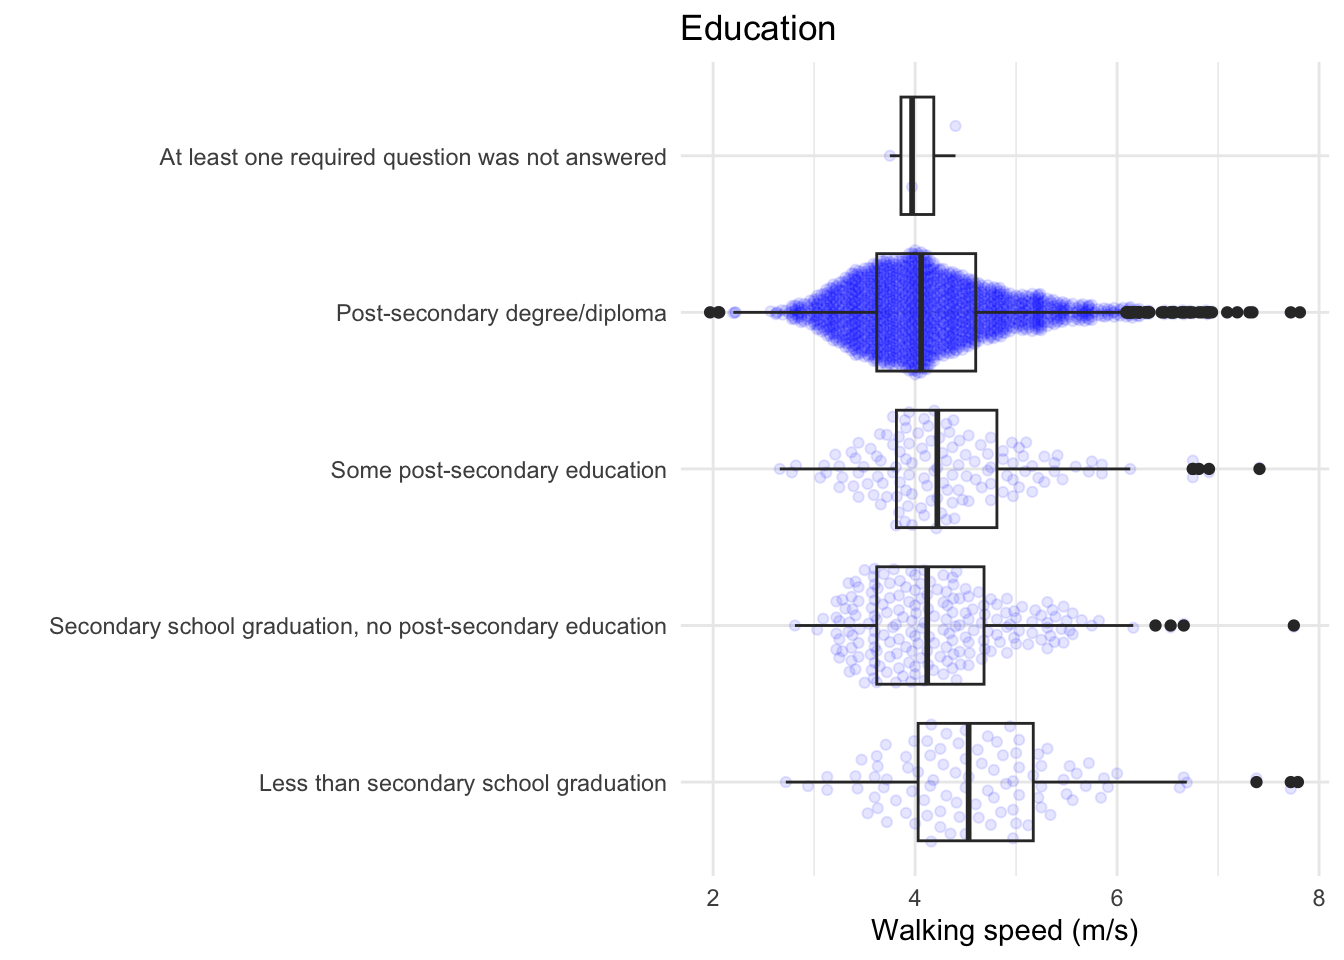 Education
At least one required question was not answered
Post-secondary degree/diploma
Some post-secondary education
Secondary school graduation, no post-secondary education
Less than secondary school graduation
2 4 6 8
Walking speed (m/s)